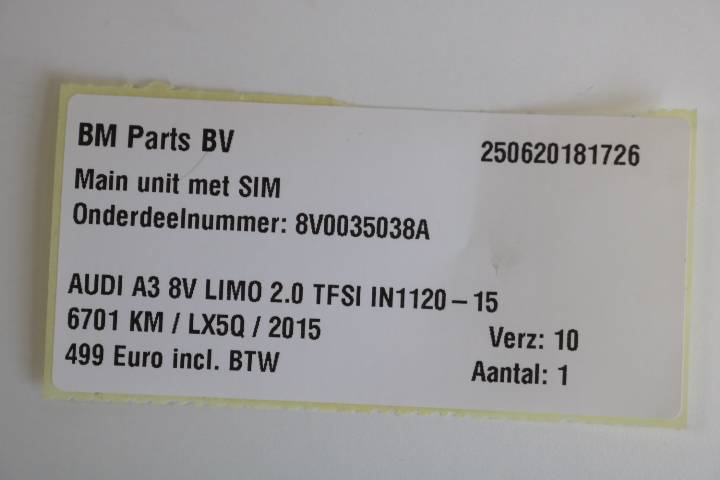 BM Parts BV 250620181726
Main unit met SIM
Onderdeelnummer: 8V0035038A
AUDI A3 8V LIMO 2.0 TFSI IN1120 – 15
6701 KM / LX5Q / 2015 Verz: 10
499 Euro incl. BTW Aantal: 1